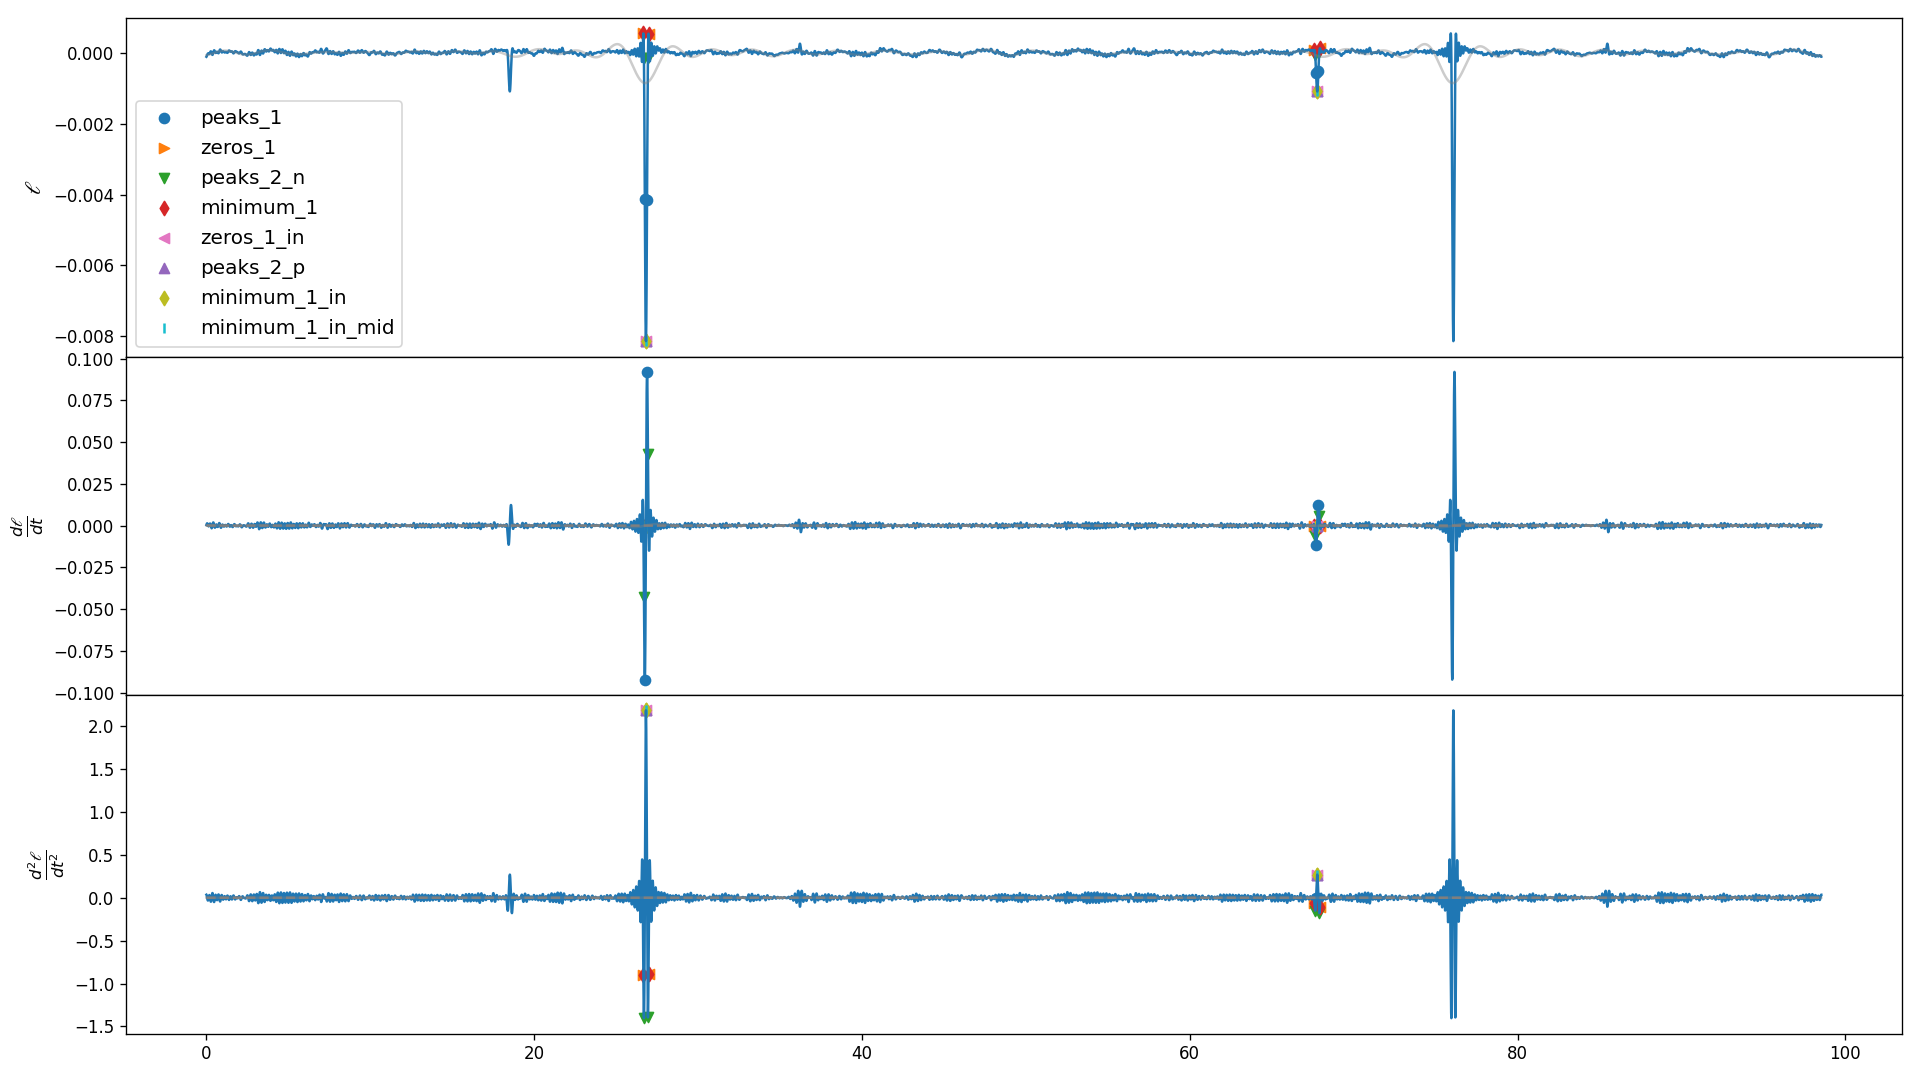 0.000
−0.002
−0.004
−0.006
−0.008
ℓ
peaks_1
zeros_1
peaks_2_n
minimum_1
zeros_1_in
peaks_2_p
minimum_1_in
minimum_1_in_mid
0.100
0.075
0.050
0.025
0.000
−0.025
−0.050
−0.075
−0.100
dℓ
dt
2.0
1.5
1.0
0.5
0.0
−0.5
−1.0
−1.5
d²ℓ
dt²
0 20 40 60 80 100